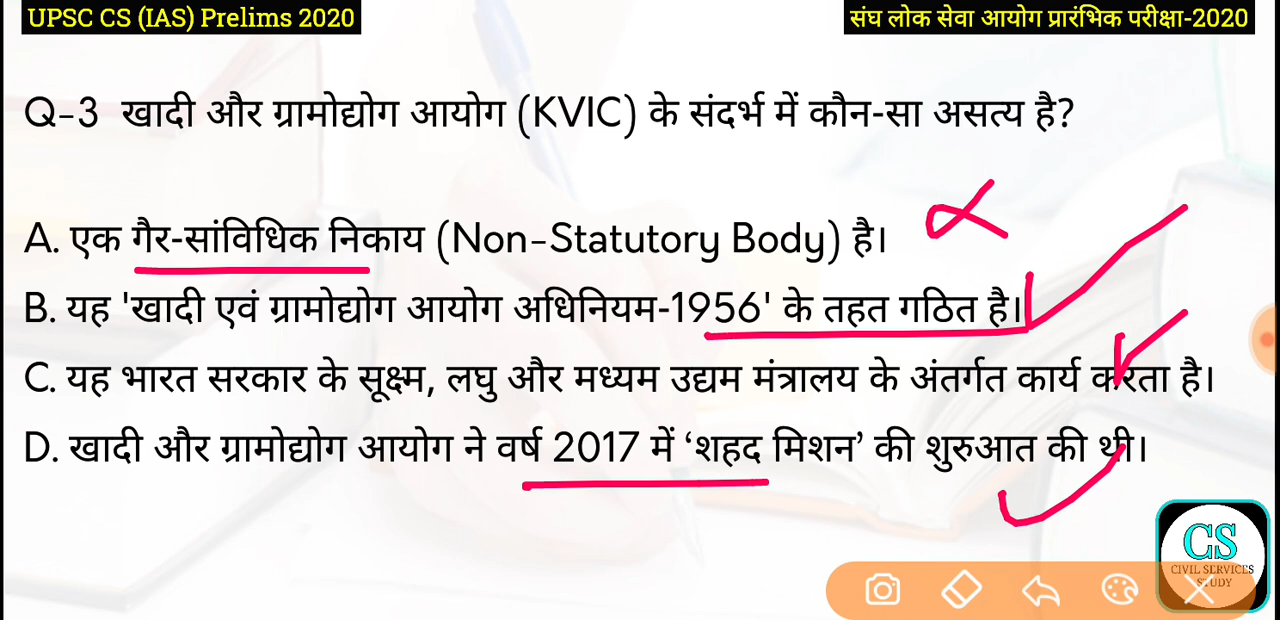 UPSC CS (IAS) Prelims 2020
संघ लोक सेवा आयोग प्रारंभिक परीक्षा-2020
Q-3 खादी और ग्रामोद्योग आयोग (KVIC) के संदर्भ में कौन-सा असत्य है?
A. एक गैर-सांविधिक निकाय (Non-Statutory Body) है।
B. यह 'खादी एवं ग्रामोद्योग आयोग अधिनियम-1956' के तहत गठित है।
C. यह भारत सरकार के सूक्ष्म, लघु और मध्यम उद्यम मंत्रालय के अंतर्गत कार्य करता है।
D. खादी और ग्रामोद्योग आयोग ने वर्ष 2017 में ‘शहद मिशन’ की शुरुआत की थी।
CS
CIVIL SERVICES
STUDY